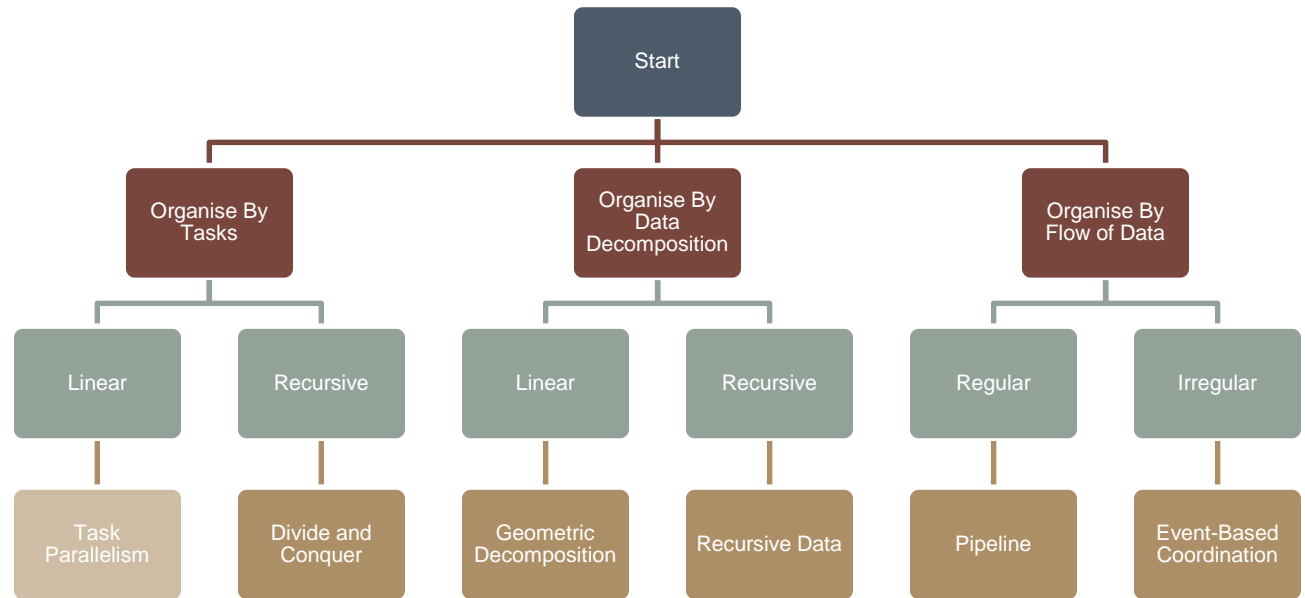 Start
Organise By
Tasks
Organise By
Data
Decomposition
Organise By
Flow of Data
Linear
Recursive
Linear
Recursive
Regular
Irregular
Task
Parallelism
Divide and
Conquer
Geometric
Decomposition
Recursive Data
Pipeline
Event-Based
Coordination